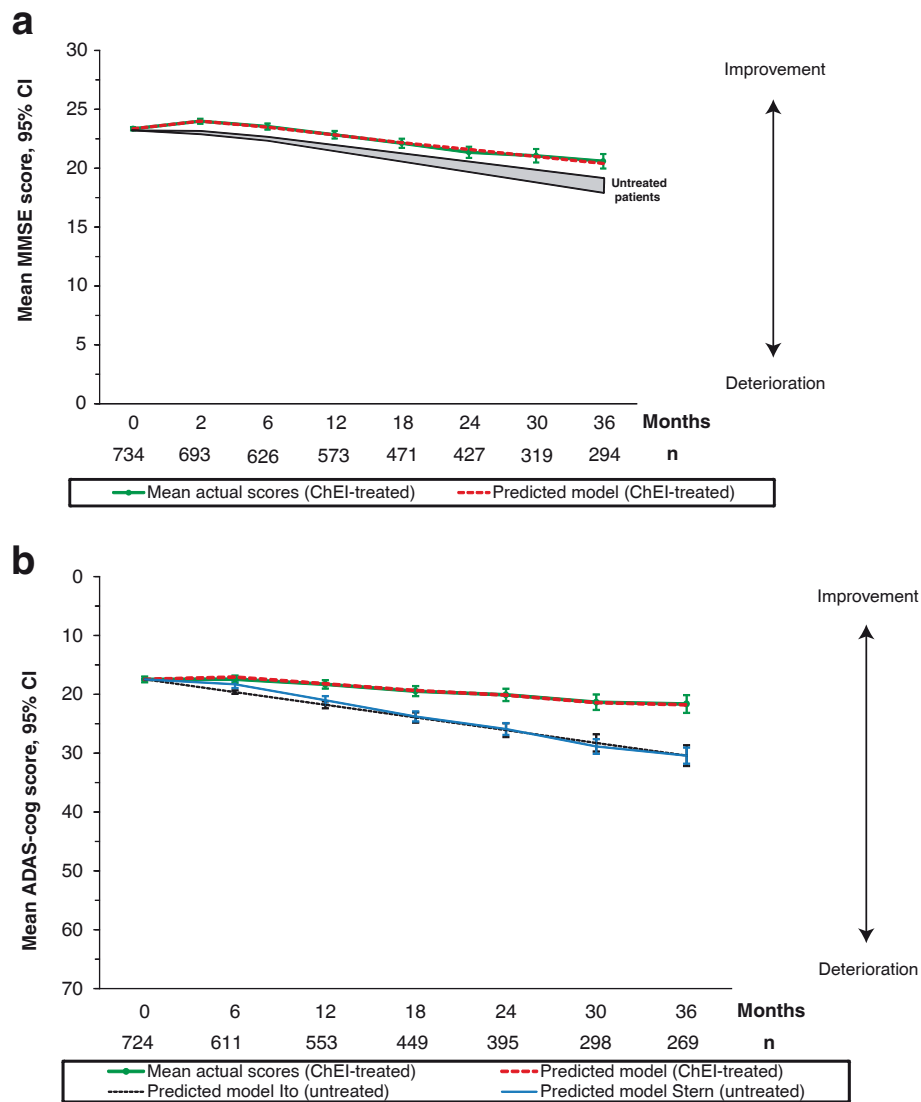 a
Mean MMSE score, 95% CI
30
25
20
15
10
5
0
Improvement
Deterioration
Untreated
patients
0 2 6 12 18 24 30 36 Months
734 693 626 573 471 427 319 294 n
Mean actual scores (ChEI-treated) Predicted model (ChEI-treated)
b
Mean ADAS-cog score, 95% CI
0
10
20
30
40
50
60
70
Improvement
Deterioration
0 6 12 18 24 30 36 Months
724 611 553 449 395 298 269 n
Mean actual scores (ChEI-treated) Predicted model (ChEI-treated)
Predicted model Ito (untreated) Predicted model Stern (untreated)